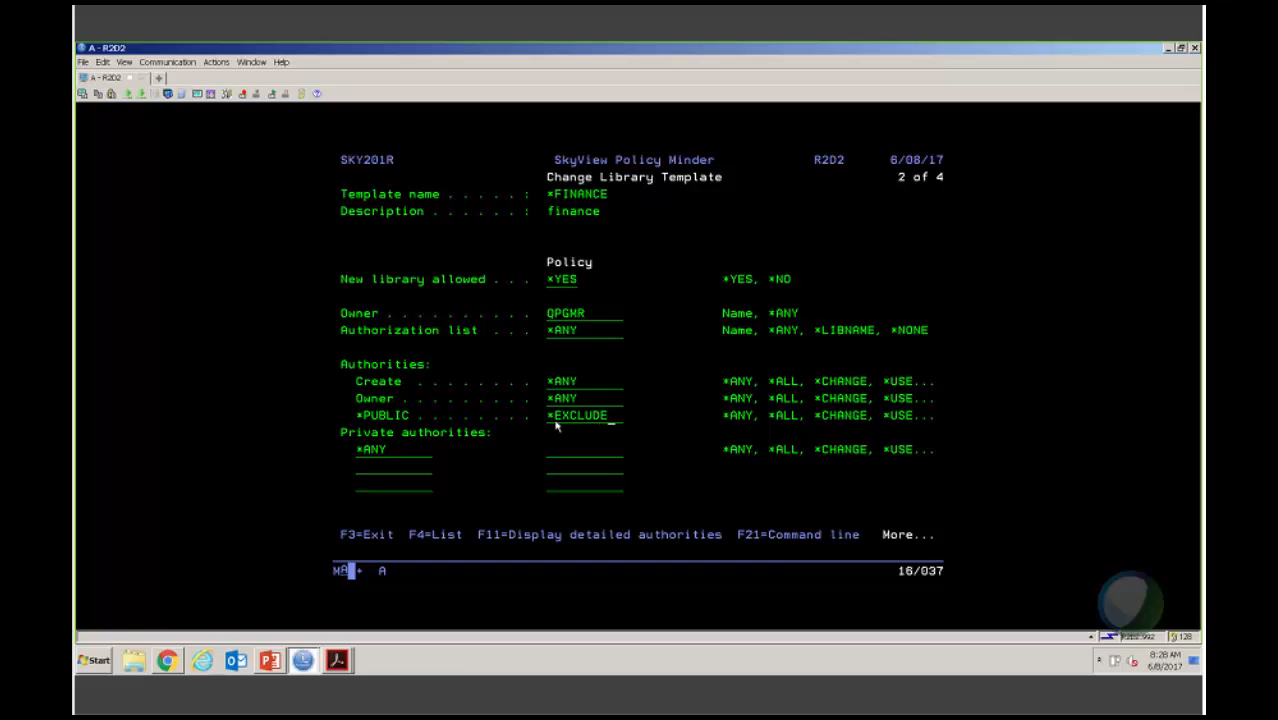 A - R2D2
File Edit View Communication Actions Window Help
A - R2D2
SKY201R SkyView Policy Minder R2D2 6/08/17
Change Library Template 2 of 4
Template name . . . . . : *FINANCE
Description . . . . . . : finance
Policy
New library allowed . . . *YES *YES, *NO
Owner . . . . . . . . . . QPGMR Name, *ANY
Authorization list . . . *ANY Name, *ANY, *LIBNAME, *NONE
Authorities:
Create . . . . . . . . *ANY *ANY, *ALL, *CHANGE, *USE...
Owner . . . . . . . . . *ANY *ANY, *ALL, *CHANGE, *USE...
*PUBLIC . . . . . . . . *EXCLUDE_ *ANY, *ALL, *CHANGE, *USE...
Private authorities:
*ANY *ANY, *ALL, *CHANGE, *USE...
F3=Exit F4=List F11=Display detailed authorities F21=Command line More...
MA + A 16/037
128
Start
8:28 AM
6/8/2017